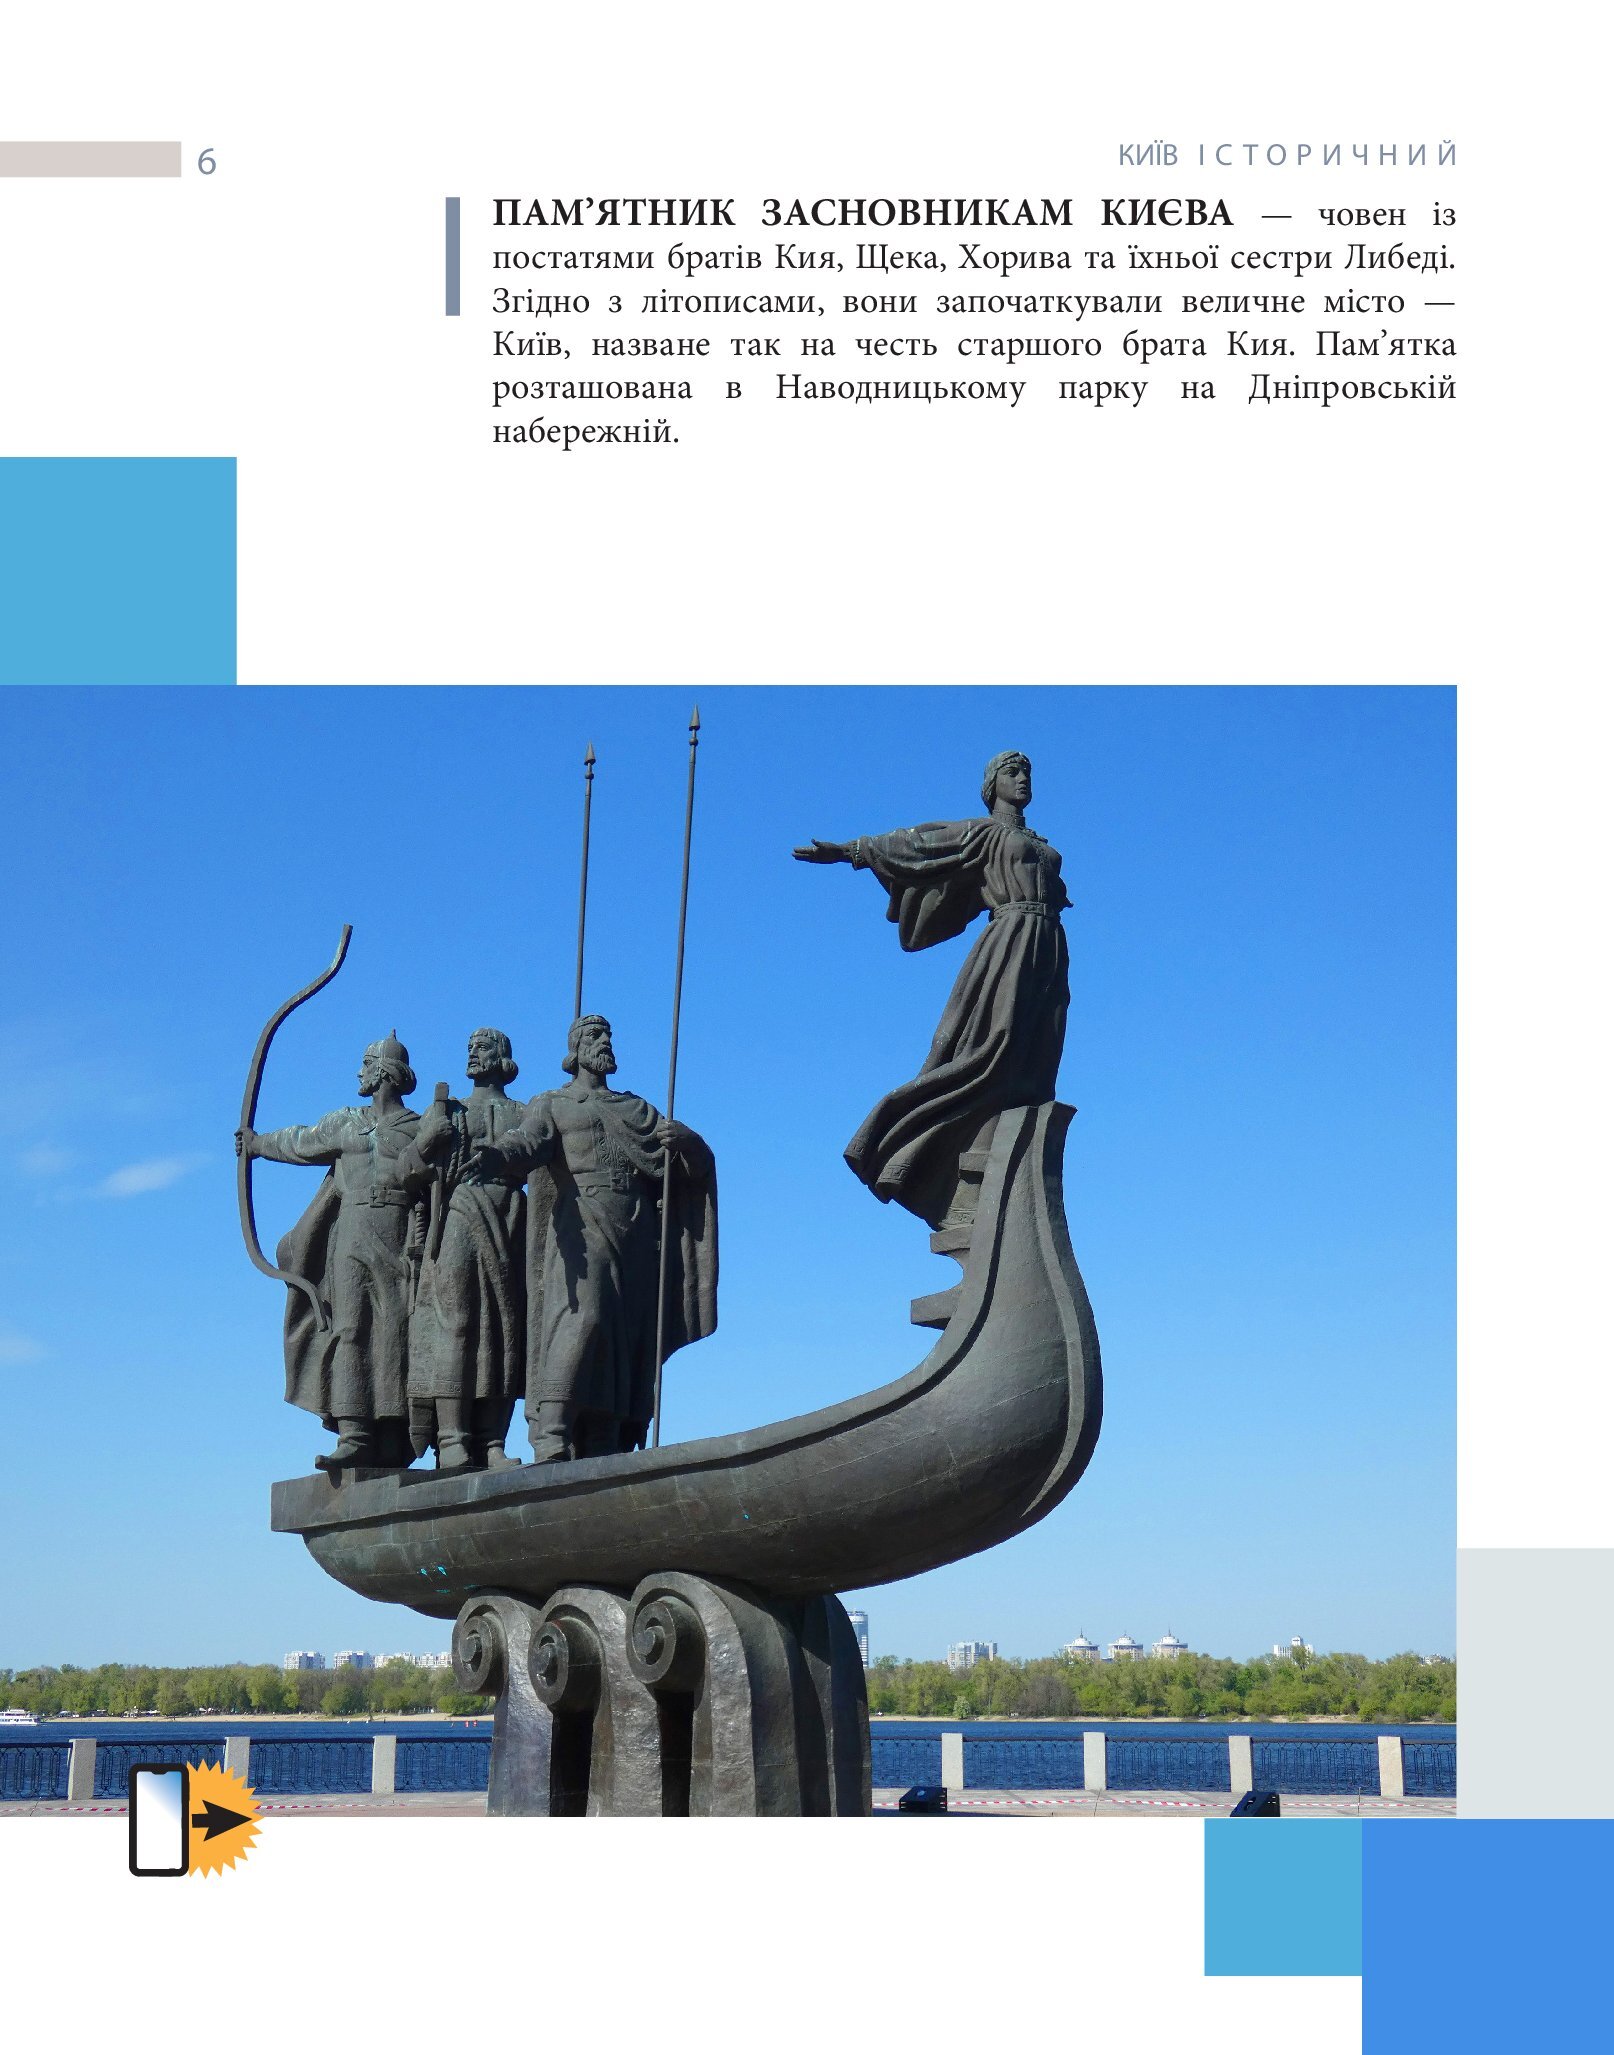 6
КИЇВ ІСТОРИЧНИЙ
ПАМ’ЯТНИК ЗАСНОВНИКАМ КИЄВА — човен із
постатями братів Кия, Щека, Хорива та їхньої сестри Либеді.
Згідно з літописами, вони започаткували величне місто —
Київ, назване так на честь старшого брата Кия. Пам’ятка
розташована в Наводницькому парку на Дніпровській
набережній.